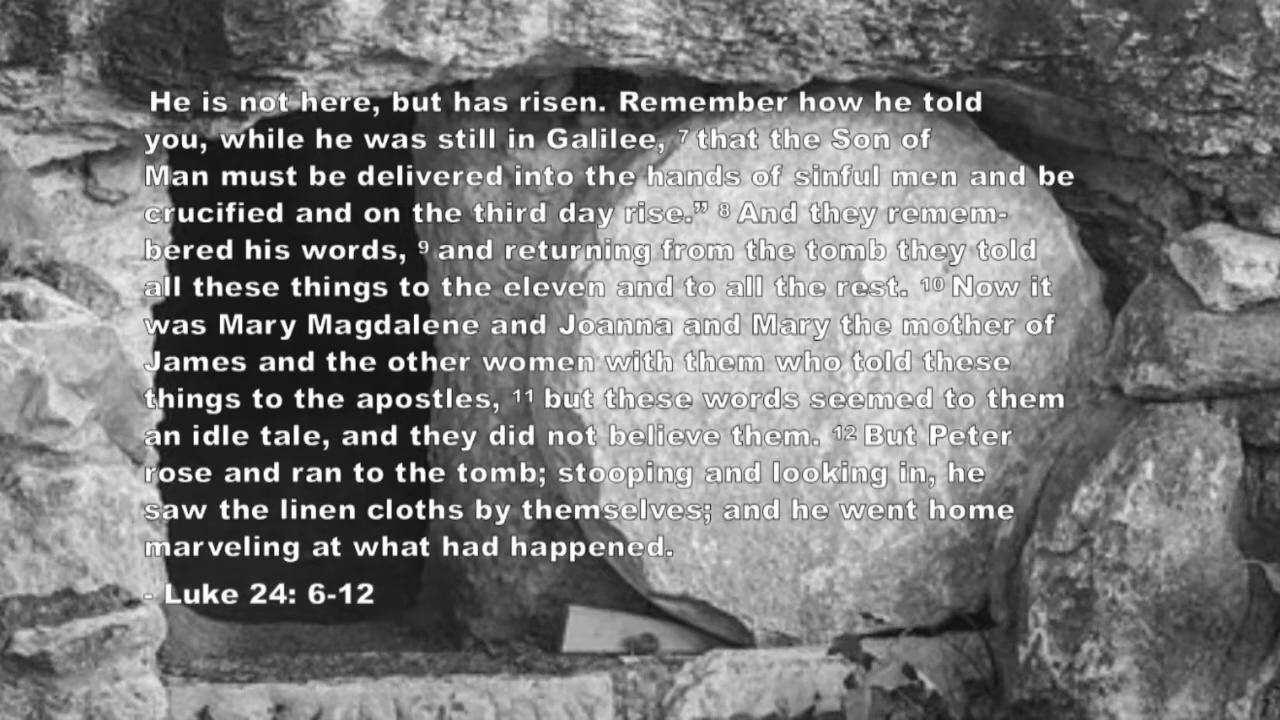 He is not here, but has risen. Remember how he told
you, while he was still in Galilee, ⁷ that the Son of
Man must be delivered into the hands of sinful men and be
crucified and on the third day rise.” ⁸ And they remem-
bered his words, ⁹ and returning from the tomb they told
all these things to the eleven and to all the rest. ¹⁰ Now it
was Mary Magdalene and Joanna and Mary the mother of
James and the other women with them who told these
things to the apostles, ¹¹ but these words seemed to them
an idle tale, and they did not believe them. ¹² But Peter
rose and ran to the tomb; stooping and looking in, he
saw the linen cloths by themselves; and he went home
marveling at what had happened.
- Luke 24: 6-12